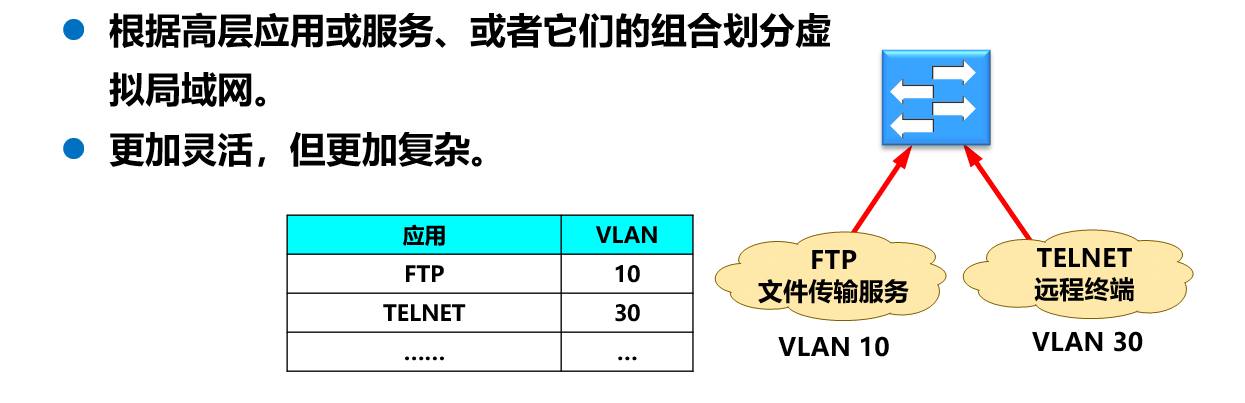 根据高层应用或服务、或者它们的组合划分虚
拟局域网。
更加灵活，但更加复杂。
应用 VLAN
FTP 10
TELNET 30
…… …
FTP
文件传输服务
VLAN 10
TELNET
远程终端
VLAN 30